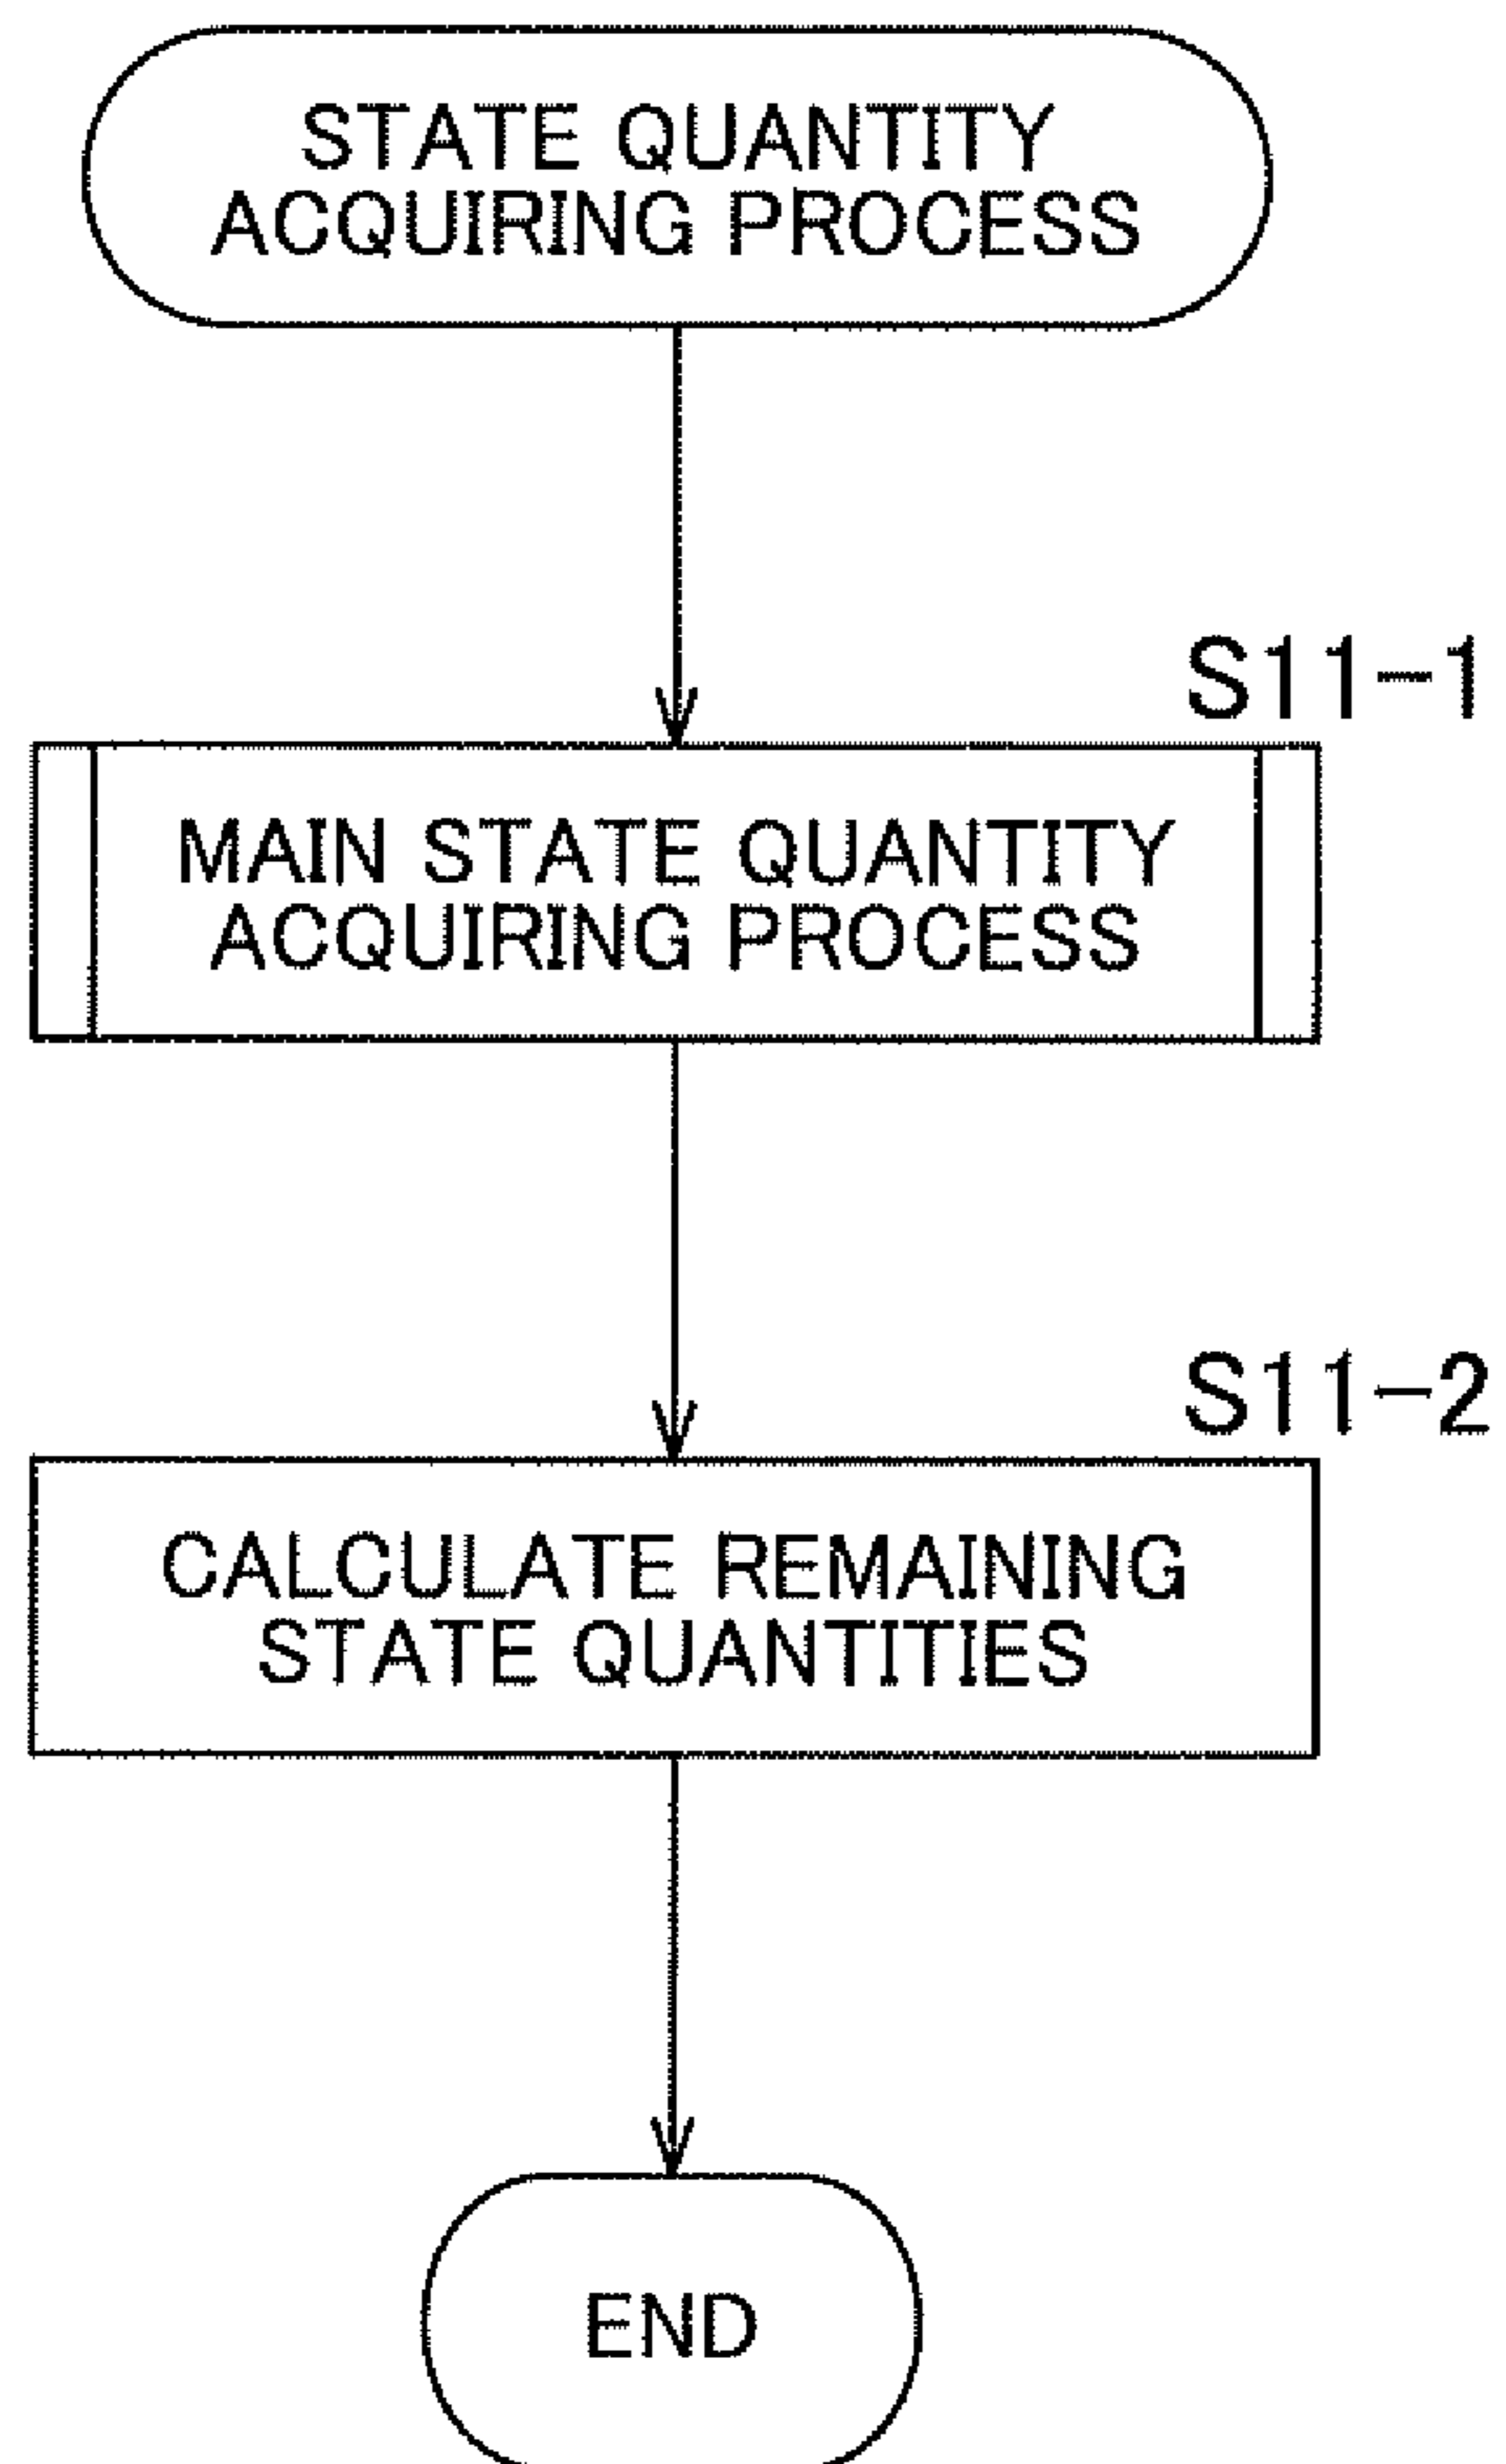 STATE QUANTITY
ACQUIRING PROCESS
S11-1
MAIN STATE QUANTITY
ACQUIRING PROCESS
S11-2
CALCULATE REMAINING
STATE QUANTITIES
END